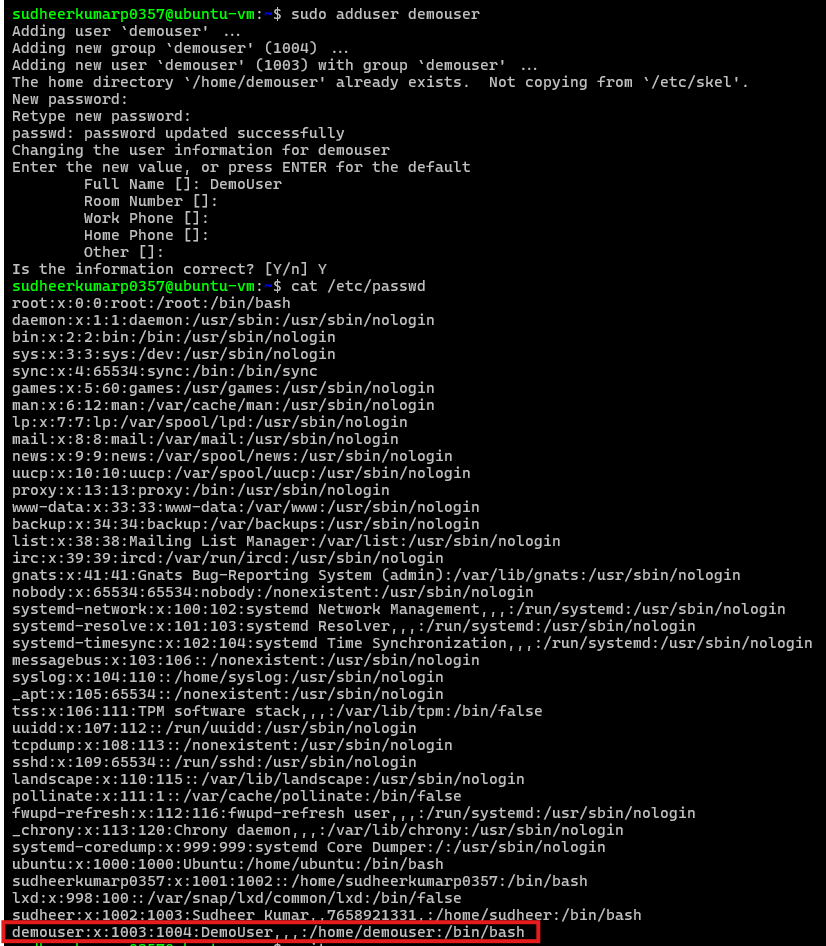 sudheerkumarp0357@ubuntu-vm:~$ sudo adduser demouser
Adding user `demouser' ...
Adding new group `demouser' (1004) ...
Adding new user `demouser' (1003) with group `demouser' ...
The home directory `/home/demouser' already exists.  Not copying from `/etc/skel'.
New password:
Retype new password:
passwd: password updated successfully
Changing the user information for demouser
Enter the new value, or press ENTER for the default
        Full Name []: DemoUser
        Room Number []:
        Work Phone []:
        Home Phone []:
        Other []:
Is the information correct? [Y/n] Y
sudheerkumarp0357@ubuntu-vm:~$ cat /etc/passwd
root:x:0:0:root:/root:/bin/bash
daemon:x:1:1:daemon:/usr/sbin:/usr/sbin/nologin
bin:x:2:2:bin:/bin:/usr/sbin/nologin
sys:x:3:3:sys:/dev:/usr/sbin/nologin
sync:x:4:65534:sync:/bin:/bin/sync
games:x:5:60:games:/usr/games:/usr/sbin/nologin
man:x:6:12:man:/var/cache/man:/usr/sbin/nologin
lp:x:7:7:lp:/var/spool/lpd:/usr/sbin/nologin
mail:x:8:8:mail:/var/mail:/usr/sbin/nologin
news:x:9:9:news:/var/spool/news:/usr/sbin/nologin
uucp:x:10:10:uucp:/var/spool/uucp:/usr/sbin/nologin
proxy:x:13:13:proxy:/bin:/usr/sbin/nologin
www-data:x:33:33:www-data:/var/www:/usr/sbin/nologin
backup:x:34:34:backup:/var/backups:/usr/sbin/nologin
list:x:38:38:Mailing List Manager:/var/list:/usr/sbin/nologin
irc:x:39:39:ircd:/var/run/ircd:/usr/sbin/nologin
gnats:x:41:41:Gnats Bug-Reporting System (admin):/var/lib/gnats:/usr/sbin/nologin
nobody:x:65534:65534:nobody:/nonexistent:/usr/sbin/nologin
systemd-network:x:100:102:systemd Network Management,,,:/run/systemd:/usr/sbin/nologin
systemd-resolve:x:101:103:systemd Resolver,,,:/run/systemd:/usr/sbin/nologin
systemd-timesync:x:102:104:systemd Time Synchronization,,,:/run/systemd:/usr/sbin/nologin
messagebus:x:103:106::/nonexistent:/usr/sbin/nologin
syslog:x:104:110::/home/syslog:/usr/sbin/nologin
_apt:x:105:65534::/nonexistent:/usr/sbin/nologin
tss:x:106:111:TPM software stack,,,:/var/lib/tpm:/bin/false
uuidd:x:107:112::/run/uuidd:/usr/sbin/nologin
tcpdump:x:108:113::/nonexistent:/usr/sbin/nologin
sshd:x:109:65534::/run/sshd:/usr/sbin/nologin
landscape:x:110:115::/var/lib/landscape:/usr/sbin/nologin
pollinate:x:111:1::/var/cache/pollinate:/bin/false
fwupd-refresh:x:112:116:fwupd-refresh user,,,:/run/systemd:/usr/sbin/nologin
_chrony:x:113:120:Chrony daemon,,,:/var/lib/chrony:/usr/sbin/nologin
systemd-coredump:x:999:999:systemd Core Dumper:/:/usr/sbin/nologin
ubuntu:x:1000:1000:Ubuntu:/home/ubuntu:/bin/bash
sudheerkumarp0357:x:1001:1002::/home/sudheerkumarp0357:/bin/bash
lxd:x:998:100::/var/snap/lxd/common/lxd:/bin/false
sudheer:x:1002:1003:Sudheer Kumar,,7658921331,:/home/sudheer:/bin/bash
demouser:x:1003:1004:DemoUser,,,:/home/demouser:/bin/bash